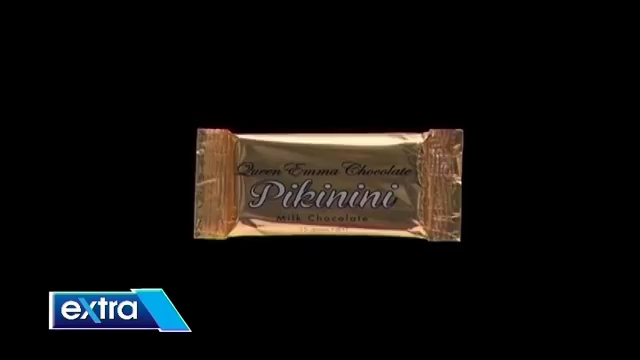 Queen Emma Chocolate
Pikinini
Milk Chocolate
extra